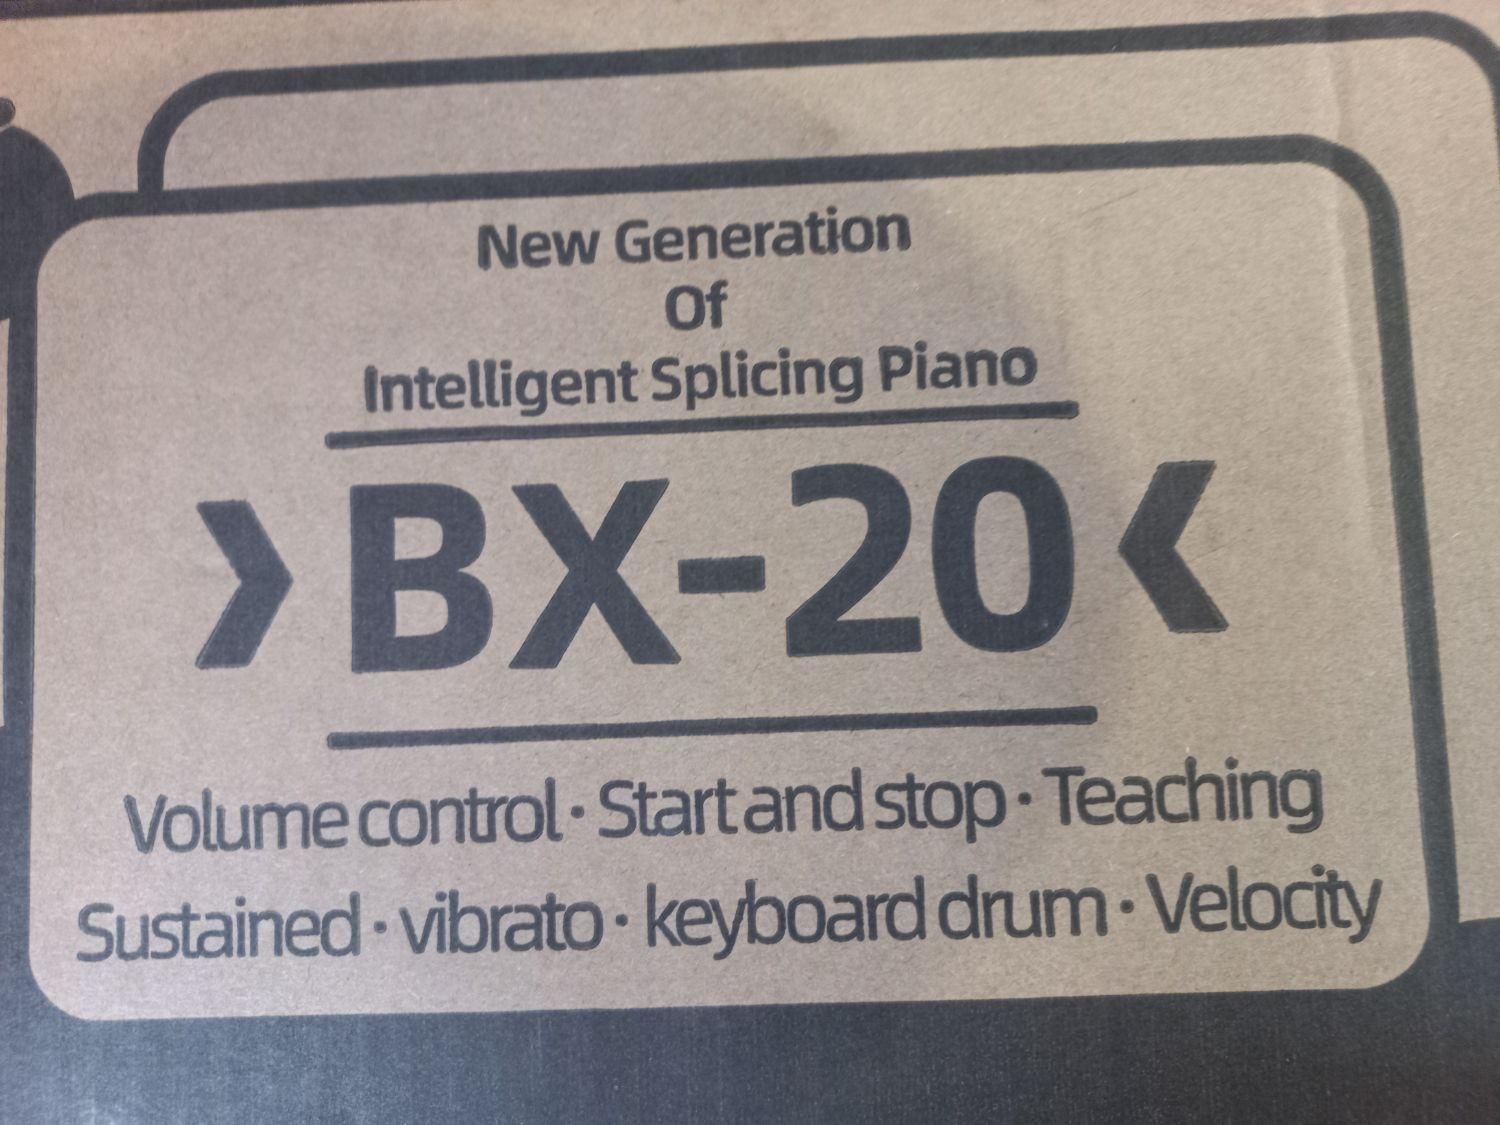 New Generation
Of
Intelligent Splicing Piano
BX-20
Volume control · Start and stop · Teaching
Sustained · vibrato · keyboard drum · Velocity